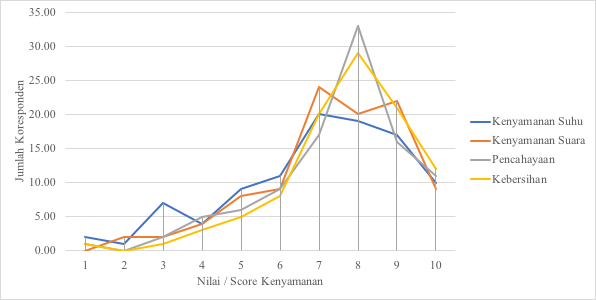 35.00
30.00
25.00
20.00
15.00
10.00
5.00
0.00
Jumlah Koresponden
1 2 3 4 5 6 7 8 9 10
Nilai / Score Kenyamanan
Kenyamanan Suhu
Kenyamanan Suara
Pencahayaan
Kebersihan